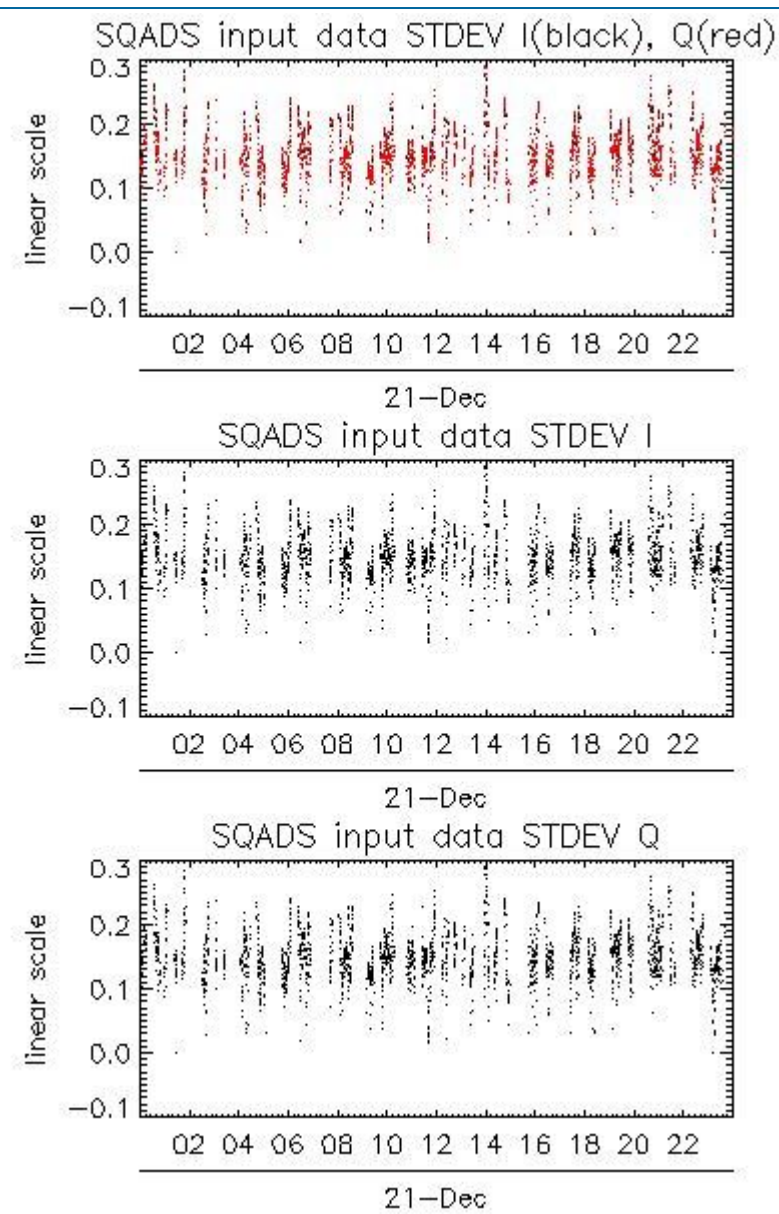 SQADS input data STDEV I(black), Q(red)
0.3
0.2
0.1
0.0
−0.1
linear scale
02 04 06 08 10 12 14 16 18 20 22
21−Dec
SQADS input data STDEV I
0.3
0.2
0.1
0.0
−0.1
linear scale
02 04 06 08 10 12 14 16 18 20 22
21−Dec
SQADS input data STDEV Q
0.3
0.2
0.1
0.0
−0.1
linear scale
02 04 06 08 10 12 14 16 18 20 22
21−Dec